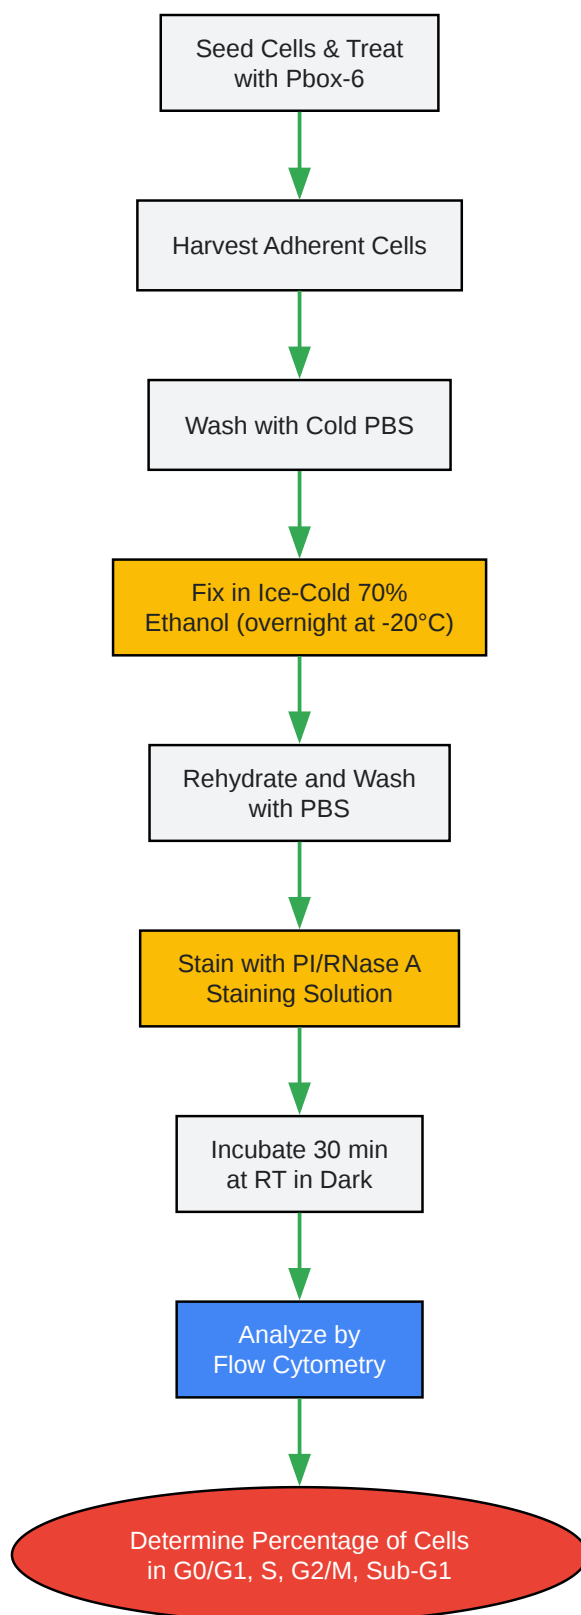 Seed Cells & Treat
with Pbox-6
Harvest Adherent Cells
Wash with Cold PBS
Fix in Ice-Cold 70%
Ethanol (overnight at -20°C)
Rehydrate and Wash
with PBS
Stain with PI/RNase A
Staining Solution
Incubate 30 min
at RT in Dark
Analyze by
Flow Cytometry
Determine Percentage of Cells
in G0/G1, S, G2/M, Sub-G1